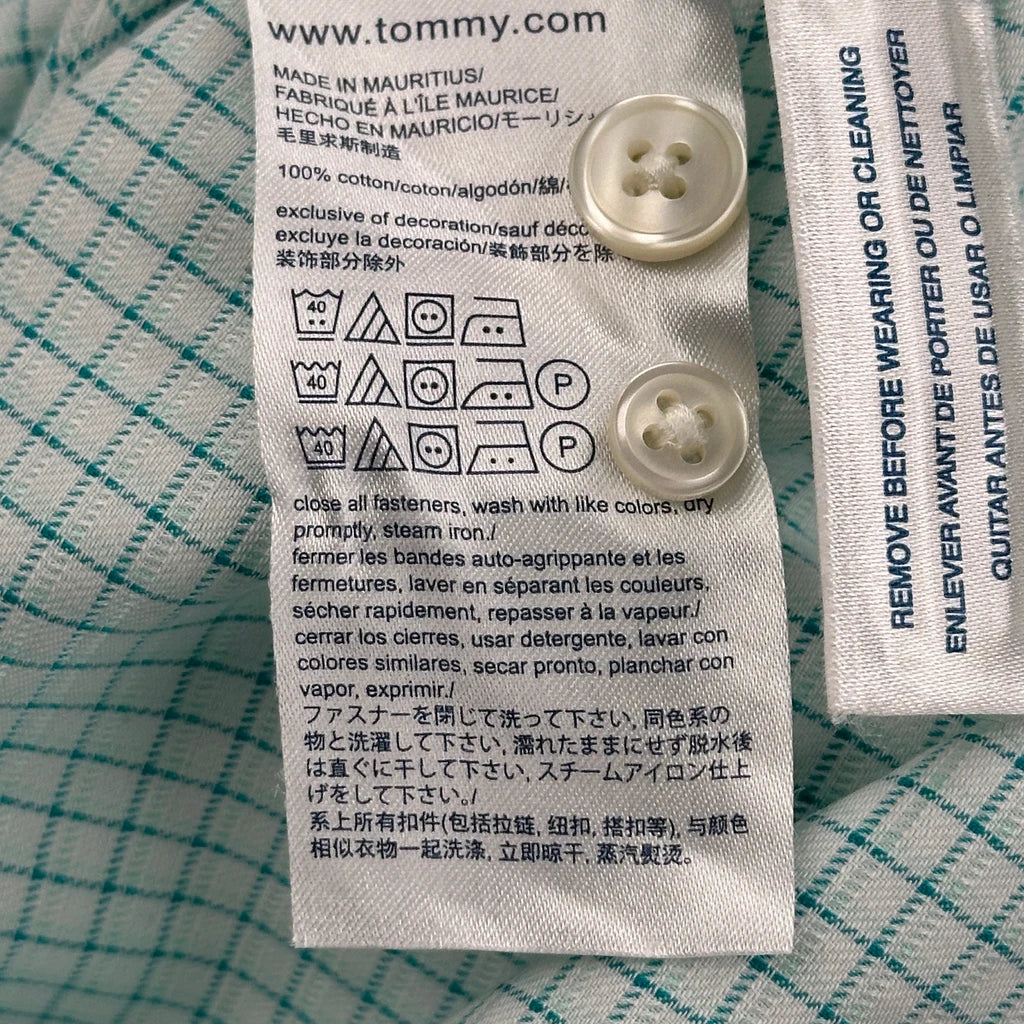 www.tommy.com
MADE IN MAURITIUS/
FABRIQUÉ À L'ÎLE MAURICE/
HECHO EN MAURICIO/モーリシ
毛里求斯制造
100% cotton/coton/algodón/綿/
exclusive of decoration/sauf
excluye la decoración/装飾部分を除
装饰部分除外
40
40 P
40 P
close all fasteners, wash with like colors, dry
promptly, steam iron./
fermer les bandes auto-agrippante et les
fermetures, laver en séparant les couleurs,
sécher rapidement, repasser à la vapeur./
cerrar los cierres, usar detergente, lavar con
colores similares, secar pronto, planchar con
vapor, exprimir./
ファスナーを閉じて洗って下さい, 同色系の
物と洗濯して下さい, 濡れたままにせず脱水後
は直ぐに干して下さい, スチームアイロン仕上
げをして下さい。/
系上所有扣件(包括拉链, 纽扣, 搭扣等), 与颜色
相似衣物一起洗涤, 立即晾干, 蒸汽熨烫。
REMOVE BEFORE WEARING OR CLEANING
ENLEVER AVANT DE PORTER OU DE NETTOYER
QUITAR ANTES DE USAR O LIMPIAR